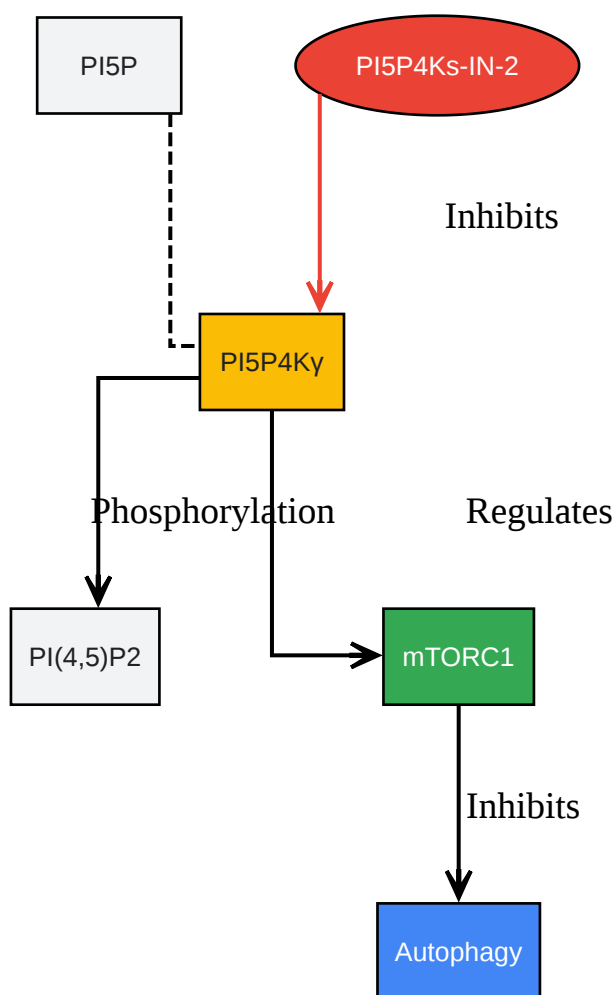 PI5P
PI5P4Ks-IN-2
Inhibits
PI5P4Kγ
Phosphorylation
Regulates
PI(4,5)P2
mTORC1
Inhibits
Autophagy